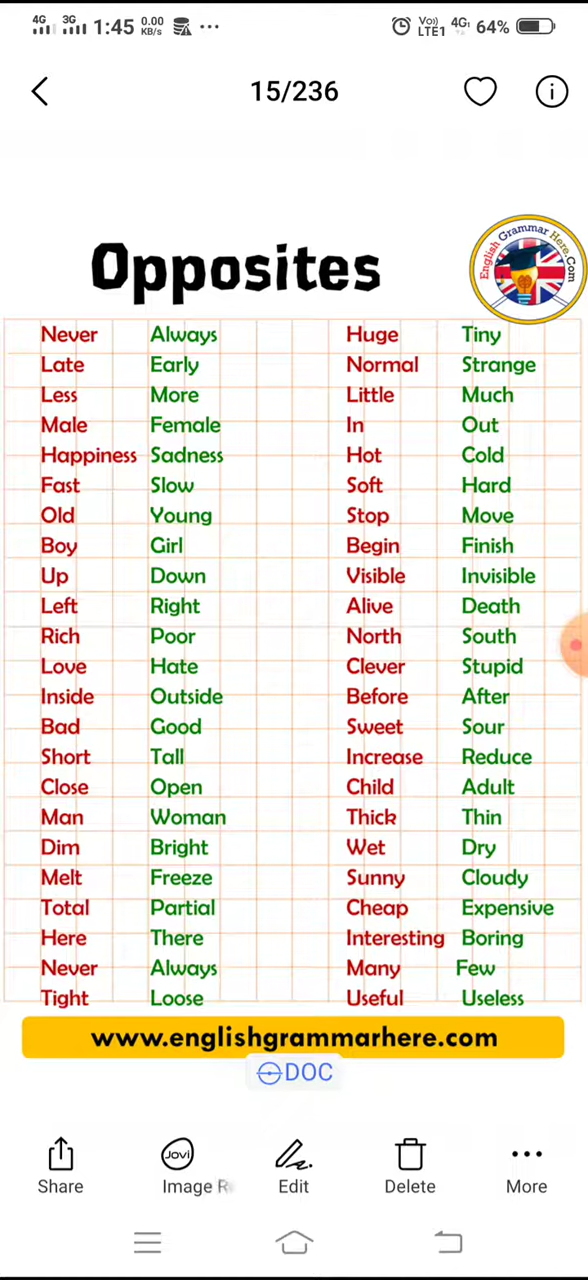 4G 3G 1:45 0.00 KB/s ... Vo) LTE1 4G1 64%
15/236
Opposites
English Grammar Here.Com
Never Always Huge Tiny
Late Early Normal Strange
Less More Little Much
Male Female In Out
Happiness Sadness Hot Cold
Fast Slow Soft Hard
Old Young Stop Move
Boy Girl Begin Finish
Up Down Visible Invisible
Left Right Alive Death
Rich Poor North South
Love Hate Clever Stupid
Inside Outside Before After
Bad Good Sweet Sour
Short Tall Increase Reduce
Close Open Child Adult
Man Woman Thick Thin
Dim Bright Wet Dry
Melt Freeze Sunny Cloudy
Total Partial Cheap Expensive
Here There Interesting Boring
Never Always Many Few
Tight Loose Useful Useless
www.englishgrammarhere.com
DOC
Jovi
Share Image Edit Delete More